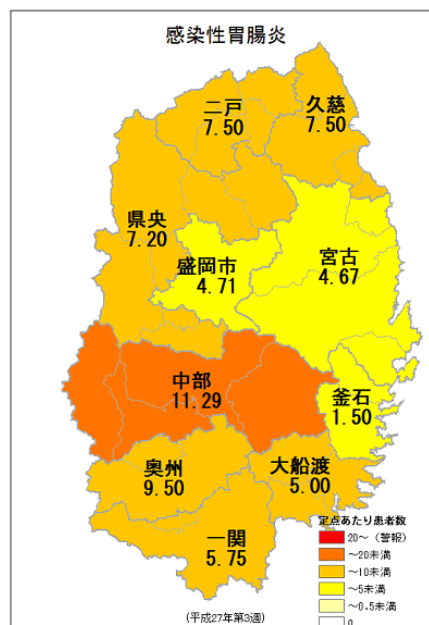 感染性胃腸炎
二戸
7.50
久慈
7.50
県央
7.20
盛岡市
4.71
宮古
4.67
中部
11.29
釜石
1.50
奥州
9.50
大船渡
5.00
一関
5.75
定点あたり患者数
20～（警報）
～20未満
～10未満
～5未満
～0.5未満
0
(平成27年第3週)